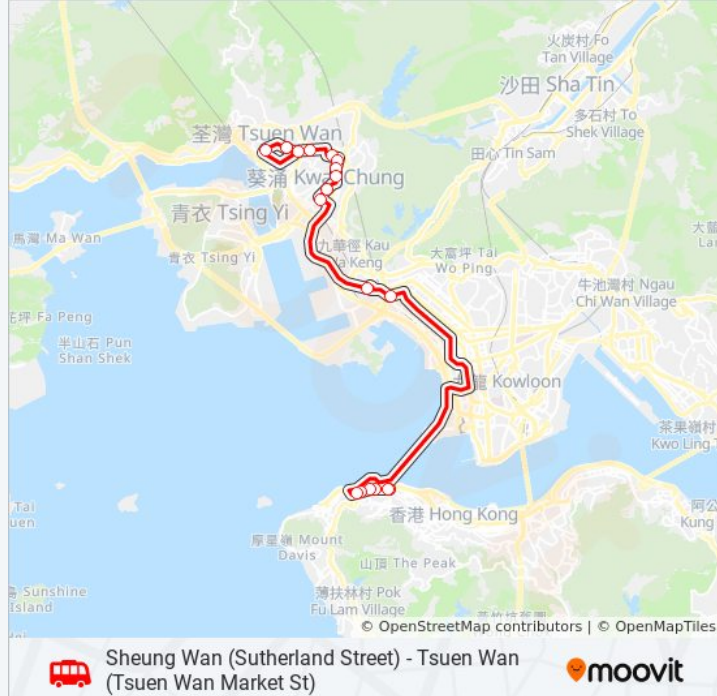 火炭村 Fo
Tan Village
沙田 Sha Tin
多石村 To
Shek Village
荃灣 Tsuen Wan
田心 Tin Sam
葵涌 Kwai Chung
青衣 Tsing Yi
馬灣 Ma Wan
青衣 Tsing Yi
九華徑 Kau
Wa Keng
大窩坪 Tai
Wo Ping
牛池灣村 Ngau
Chi Wan Village
花坪 Fa Peng
半山石 Pun
Shan Shek
九龍 Kowloon
茶果嶺村
Kwo Ling
香港 Hong Kong
Tai
摩星嶺 Mount
Davis
山頂 The Peak
Kung
Sunshine
Island
薄扶林村 Pok
Fu Lam Village
© OpenStreetMap contributors | © OpenMapTiles
Sheung Wan (Sutherland Street) - Tsuen Wan
(Tsuen Wan Market St)
moovit